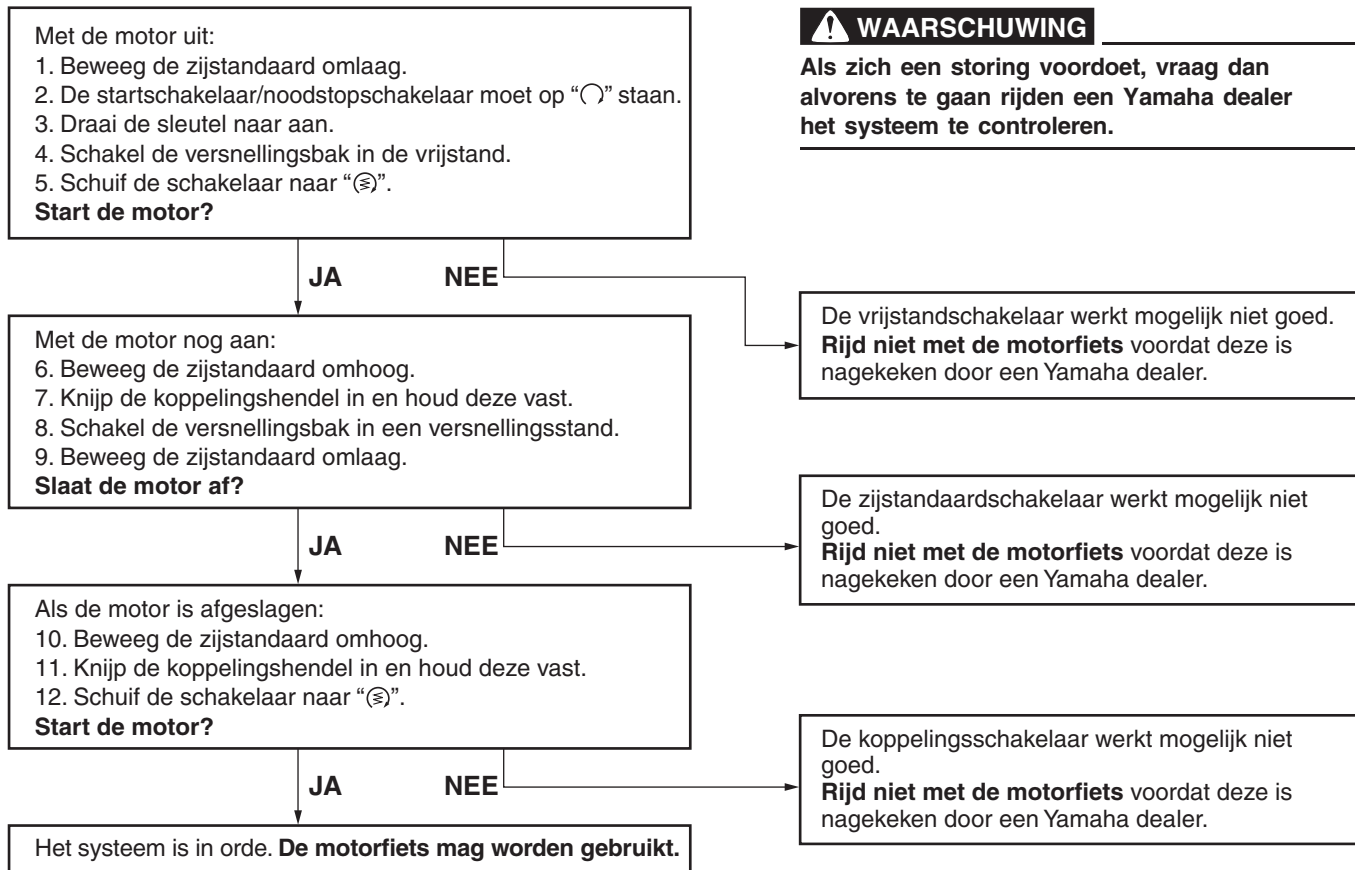 Met de motor uit:
1. Beweeg de zijstandaard omlaag.
2. De startschakelaar/noodstopschakelaar moet op “○” staan.
3. Draai de sleutel naar aan.
4. Schakel de versnellingsbak in de vrijstand.
5. Schuif de schakelaar naar “”.
Start de motor?
WAARSCHUWING
Als zich een storing voordoet, vraag dan
alvorens te gaan rijden een Yamaha dealer
het systeem te controleren.
JA NEE
De vrijstandschakelaar werkt mogelijk niet goed.
Rijd niet met de motorfiets voordat deze is
nagekeken door een Yamaha dealer.
Met de motor nog aan:
6. Beweeg de zijstandaard omhoog.
7. Knijp de koppelingshendel in en houd deze vast.
8. Schakel de versnellingsbak in een versnellingsstand.
9. Beweeg de zijstandaard omlaag.
Slaat de motor af?
JA NEE
De zijstandaardschakelaar werkt mogelijk niet
goed.
Rijd niet met de motorfiets voordat deze is
nagekeken door een Yamaha dealer.
Als de motor is afgeslagen:
10. Beweeg de zijstandaard omhoog.
11. Knijp de koppelingshendel in en houd deze vast.
12. Schuif de schakelaar naar “”.
Start de motor?
JA NEE
De koppelingsschakelaar werkt mogelijk niet
goed.
Rijd niet met de motorfiets voordat deze is
nagekeken door een Yamaha dealer.
Het systeem is in orde. De motorfiets mag worden gebruikt.